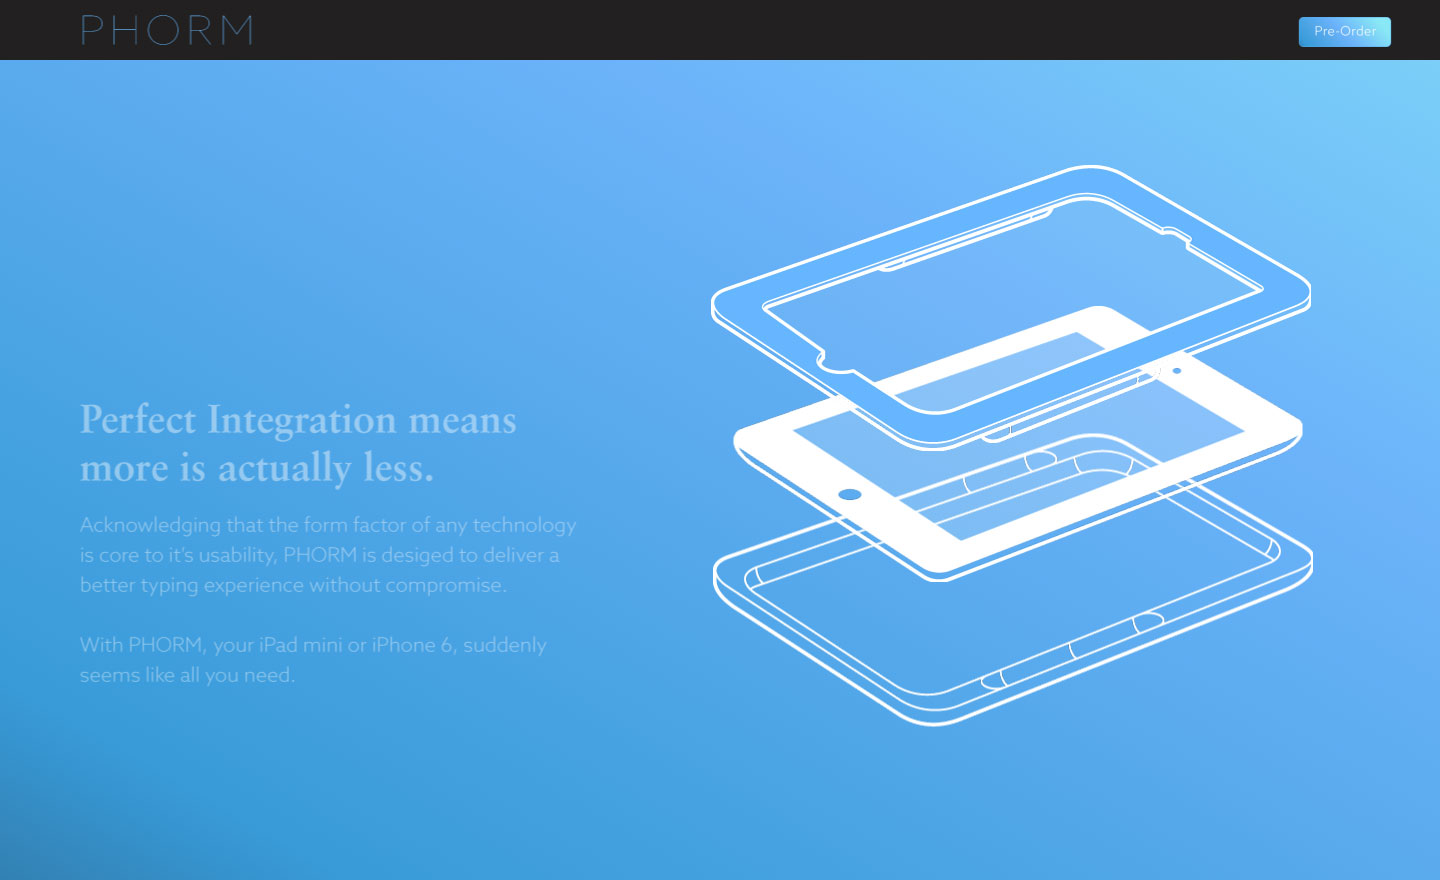 PHORM
Pre-Order
Perfect Integration means
more is actually less.
Acknowledging that the form factor of any technology
is core to it's usability, PHORM is desiged to deliver a
better typing experience without compromise.
With PHORM, your iPad mini or iPhone 6, suddenly
seems like all you need.